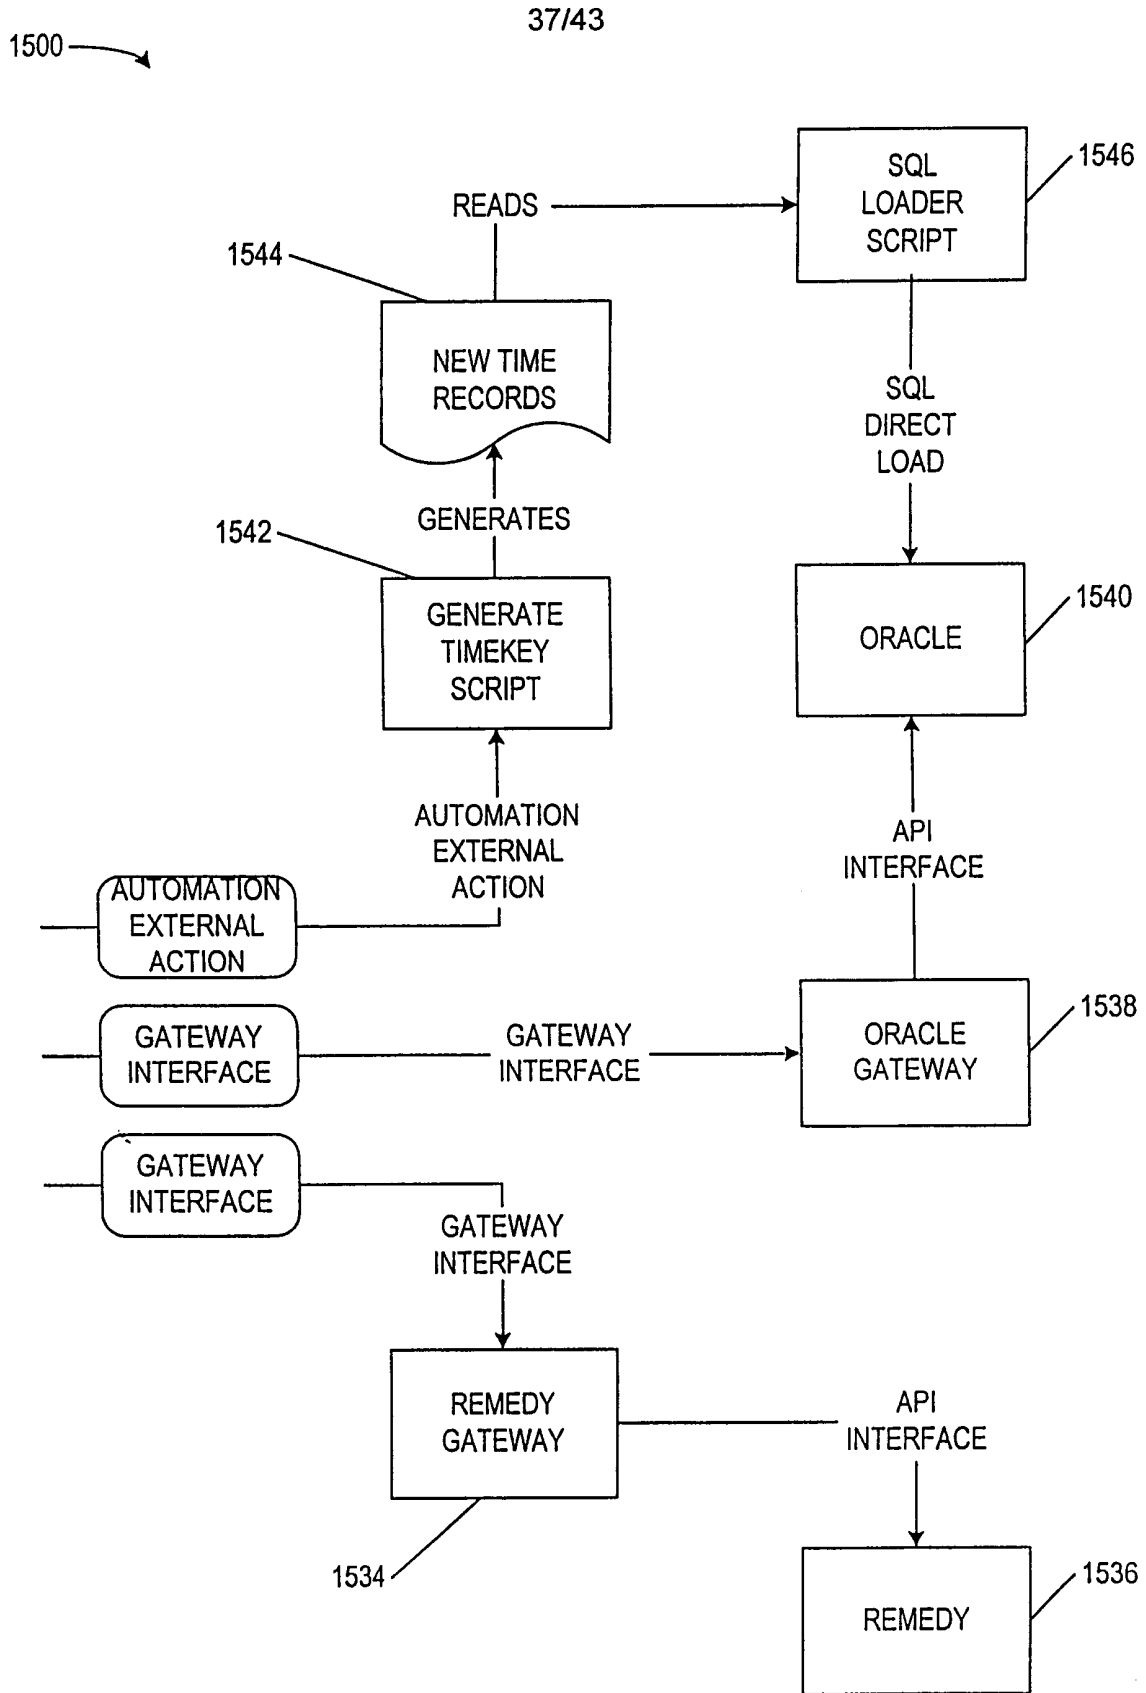 37/43
1500
SQL
LOADER
SCRIPT
1546
READS
1544
NEW TIME
RECORDS
SQL
DIRECT
LOAD
GENERATES
1542
GENERATE
TIMEKEY
SCRIPT
ORACLE
1540
AUTOMATION
EXTERNAL
ACTION
API
INTERFACE
AUTOMATION
EXTERNAL
ACTION
GATEWAY
INTERFACE
GATEWAY
INTERFACE
ORACLE
GATEWAY
1538
GATEWAY
INTERFACE
GATEWAY
INTERFACE
REMEDY
GATEWAY
1534
API
INTERFACE
REMEDY
1536